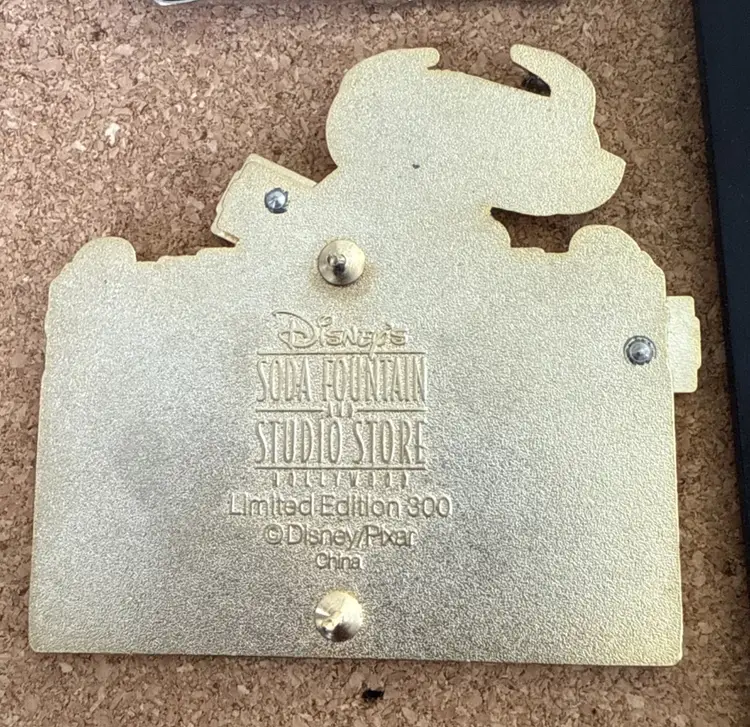 Disney's
SODA FOUNTAIN
AND
STUDIO STORE
HOLLYWOOD
Limited Edition 300
© Disney/Pixar
China